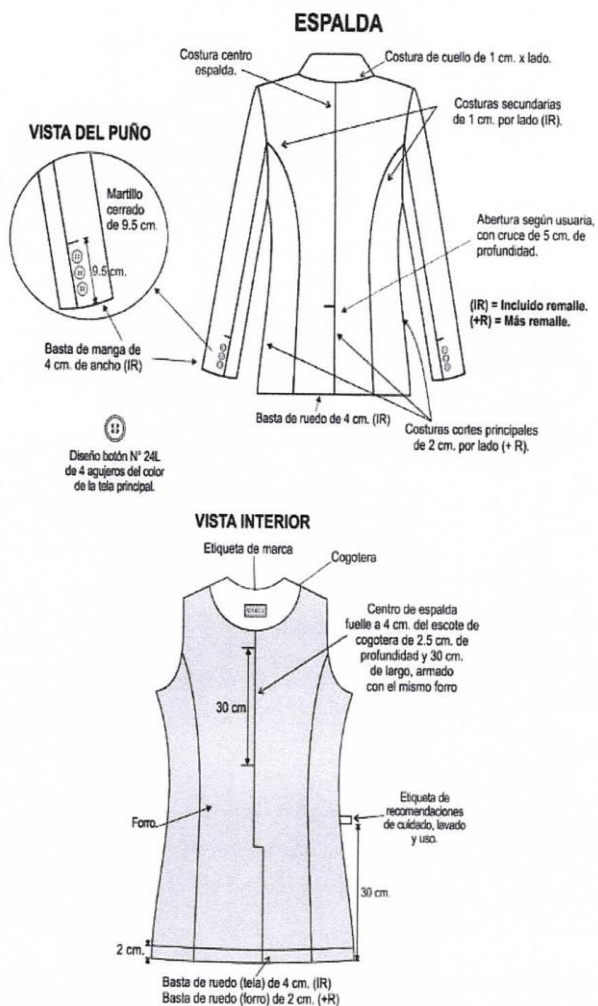 ESPALDA
Costura centro
espalda.
Costura de cuello de 1 cm. x lado.
Costuras secundarias
de 1 cm. por lado (IR).
VISTA DEL PUÑO
Martillo
cerrado
de 9.5 cm.
9.5 cm.
Abertura según usuaria,
con cruce de 5 cm. de
profundidad.
(IR) = Incluido remalle.
(+R) = Más remalle.
Basta de manga de
4 cm. de ancho (IR)
Basta de ruedo de 4 cm. (IR)
Costuras cortes principales
de 2 cm. por lado (+ R).
Diseño botón N° 24L
de 4 agujeros del color
de la tela principal.
VISTA INTERIOR
Etiqueta de marca
Cogotera
Centro de espalda
fuelle a 4 cm. del escote de
cogotera de 2.5 cm. de
profundidad y 30 cm.
de largo, armado
con el mismo forro
30 cm
Etiqueta de
recomendaciones
de cuidado, lavado
y uso.
Forro.
30 cm.
2 cm.
Basta de ruedo (tela) de 4 cm. (IR)
Basta de ruedo (forro) de 2 cm. (+R)